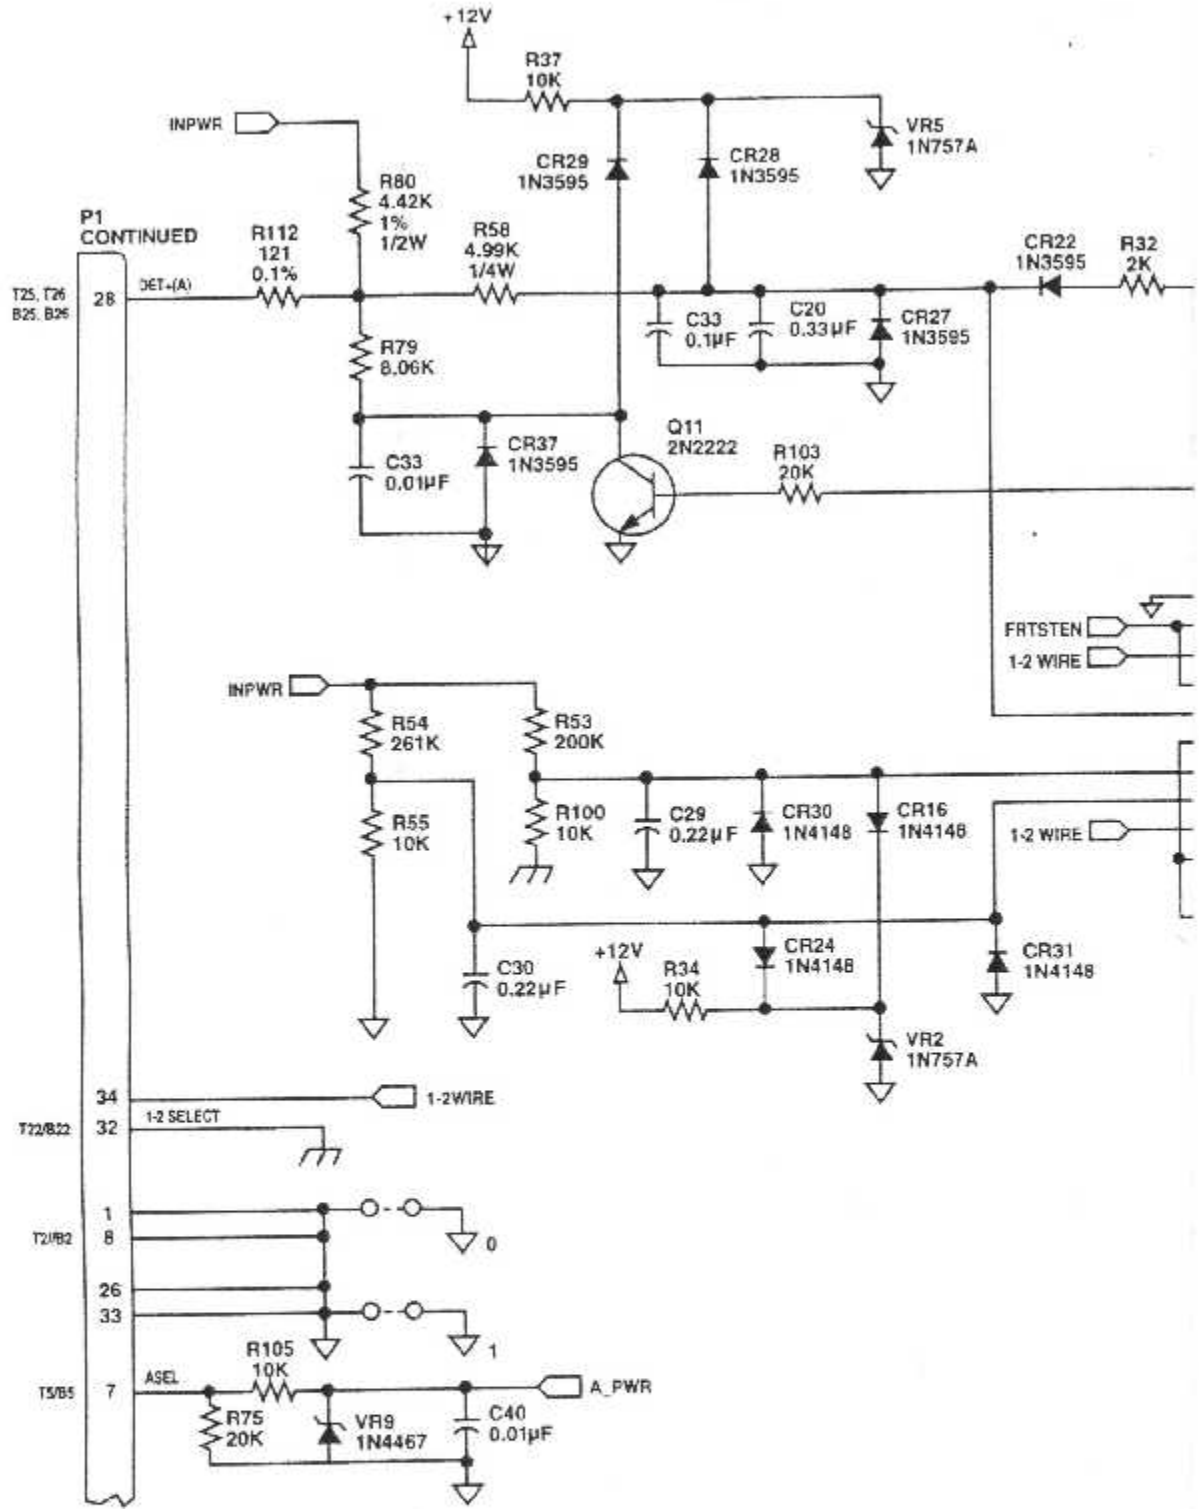 +12V
R37
10K
INPWR
VR5
1N757A
CR29
1N3595
CR28
1N3595
R80
4.42K
1%
1/2W
P1
CONTINUED
R112
121
0.1%
R58
4.99K
1/4W
CR22
1N3595
R32
2K
T25, T26
B25, B26
28
DET+(A)
C33
0.1µF
C20
0.33µF
CR27
1N3595
R79
8.06K
Q11
2N2222
C33
0.01µF
CR37
1N3595
R103
20K
FRTSTEN
1-2 WIRE
INPWR
R54
261K
R53
200K
R55
10K
R100
10K
C29
0.22µF
CR30
1N4148
CR16
1N4148
1-2 WIRE
C30
0.22µF
+12V
R34
10K
CR24
1N4148
CR31
1N4148
VR2
1N757A
34
1-2WIRE
T22/B22
32
1-2 SELECT
1
T2/B2
8
0
26
33
1
R105
10K
T5/B5
7
ASEL
A_PWR
R75
20K
VR9
1N4467
C40
0.01µF